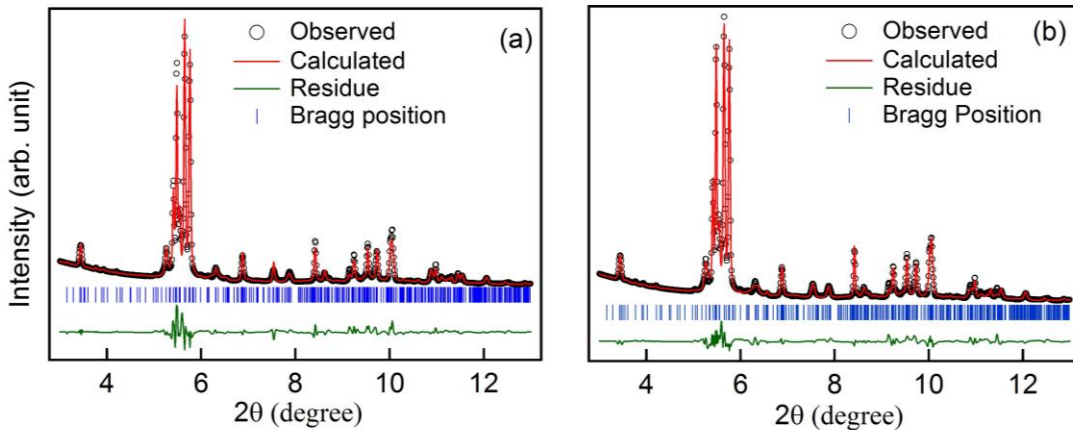 (a)
Observed
Calculated
Residue
Bragg position
Intensity (arb. unit)
4 6 8 10 12
2θ (degree)
(b)
Observed
Calculated
Residue
Bragg Position
4 6 8 10 12
2θ (degree)